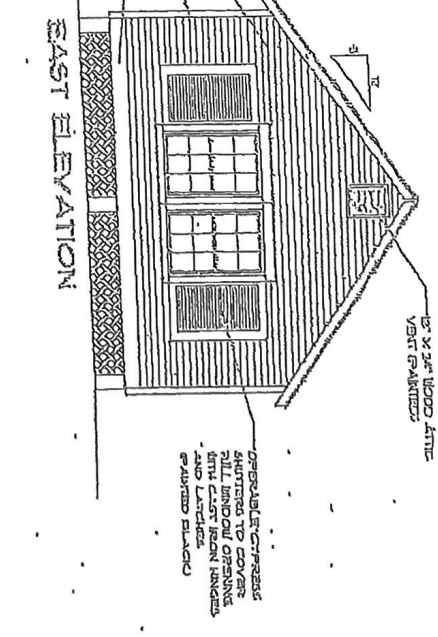 12" X 24" WOOD ATTIC
VENT (PAINTED)
OPERABLE CYPRESS
SHUTTERS TO COVER
FULL WINDOW OPENING
WITH CAST IRON HINGES
AND LATCHES
(PAINTED BLACK)
EAST ELEVATION